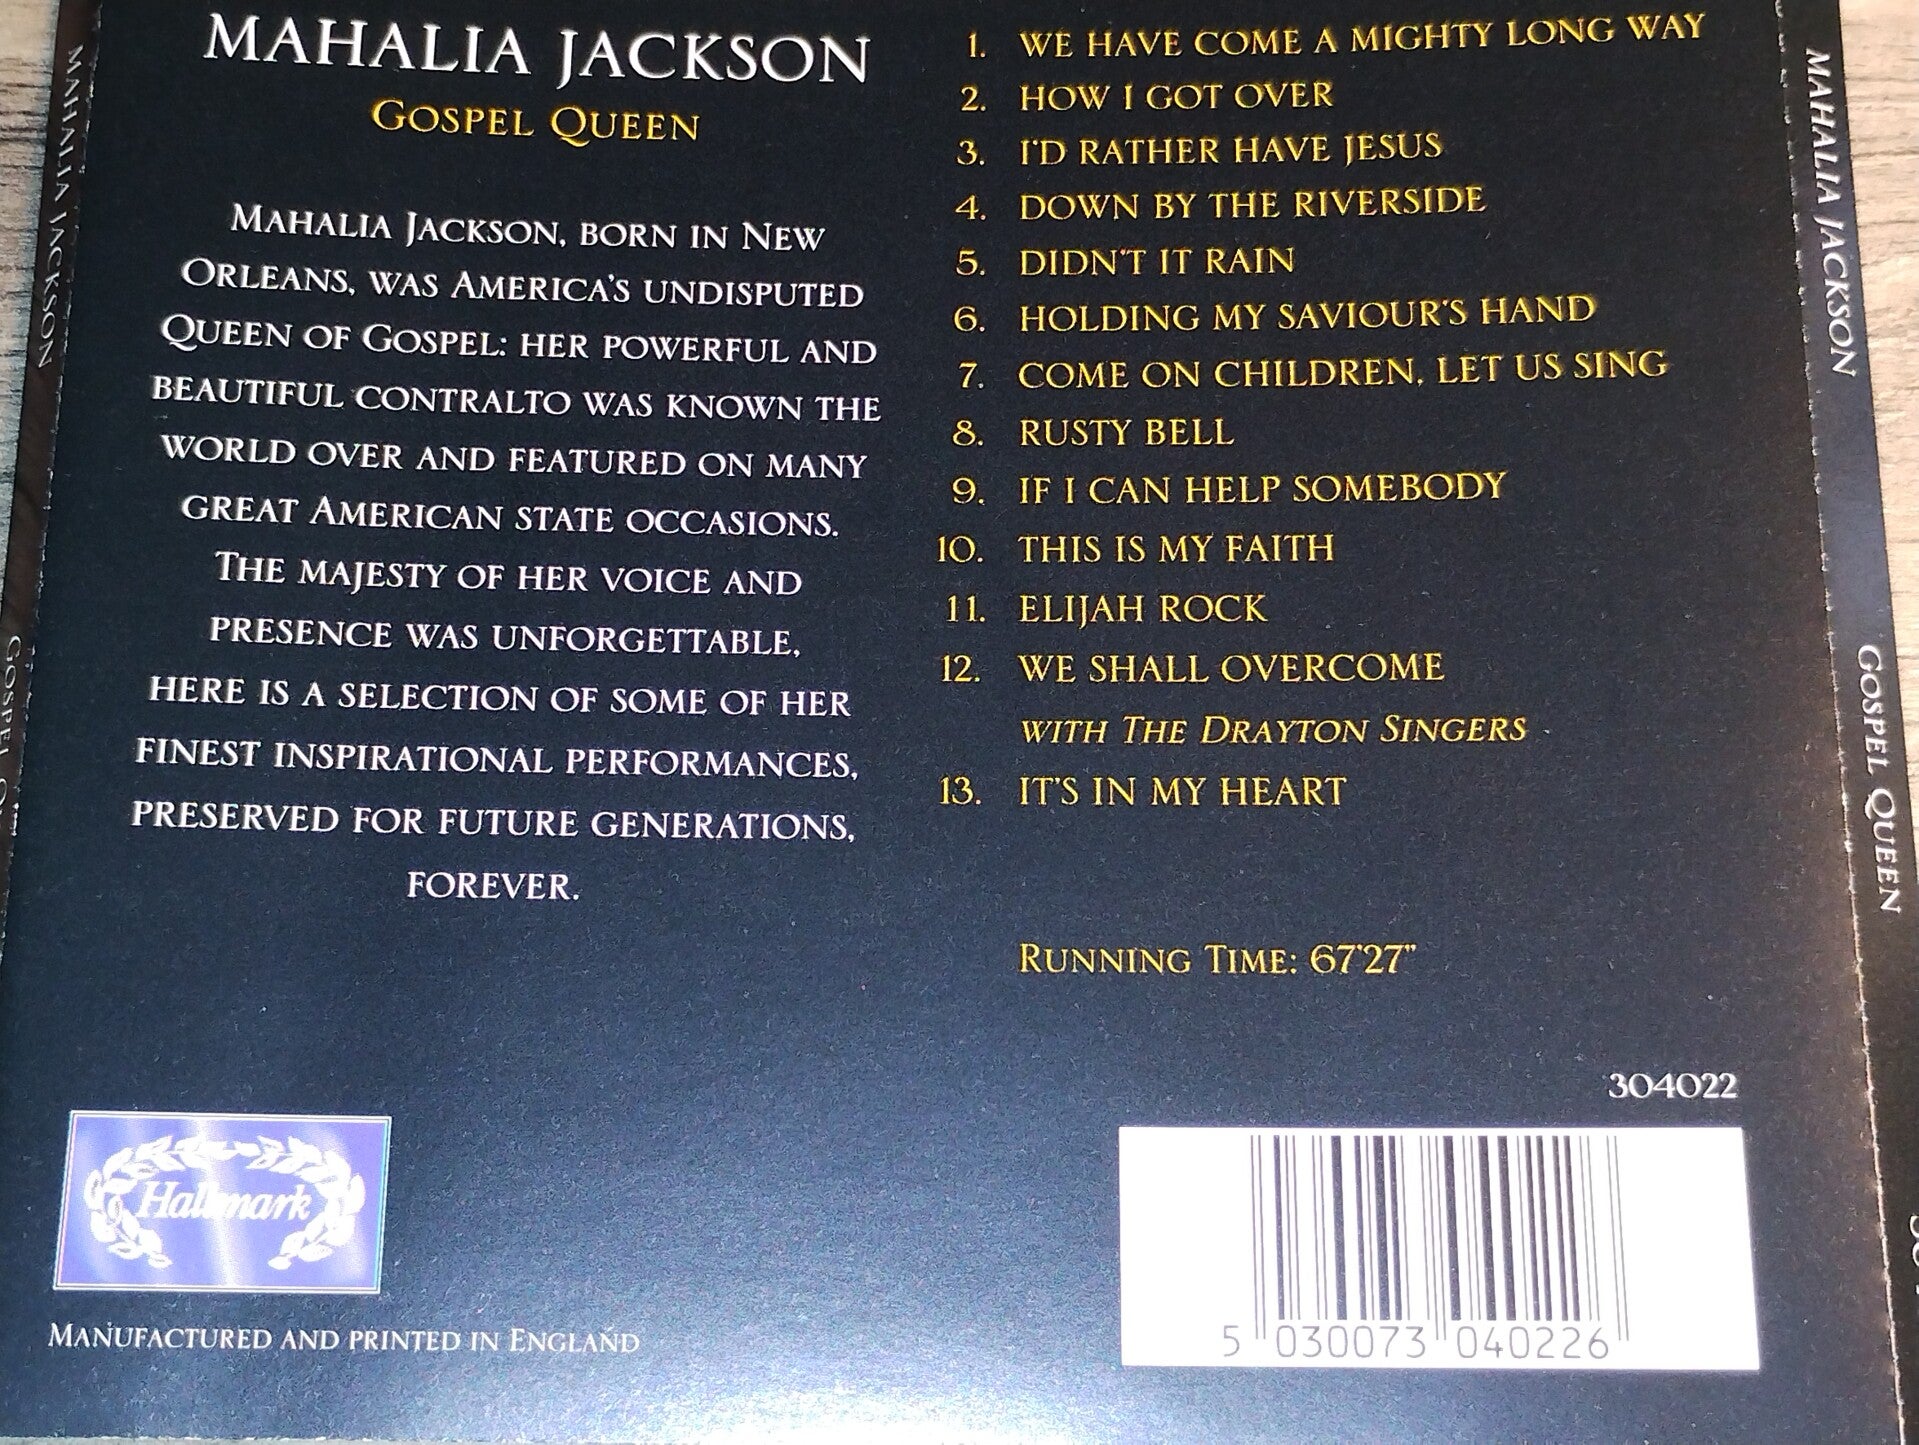 MAHALIA JACKSON
GOSPEL QUEEN
MAHALIA JACKSON, BORN IN NEW
ORLEANS, WAS AMERICA'S UNDISPUTED
QUEEN OF GOSPEL: HER POWERFUL AND
BEAUTIFUL CONTRALTO WAS KNOWN THE
WORLD OVER AND FEATURED ON MANY
GREAT AMERICAN STATE OCCASIONS.
THE MAJESTY OF HER VOICE AND
PRESENCE WAS UNFORGETTABLE,
HERE IS A SELECTION OF SOME OF HER
FINEST INSPIRATIONAL PERFORMANCES,
PRESERVED FOR FUTURE GENERATIONS,
FOREVER.
1. WE HAVE COME A MIGHTY LONG WAY
2. HOW I GOT OVER
3. I'D RATHER HAVE JESUS
4. DOWN BY THE RIVERSIDE
5. DIDN'T IT RAIN
6. HOLDING MY SAVIOUR'S HAND
7. COME ON CHILDREN, LET US SING
8. RUSTY BELL
9. IF I CAN HELP SOMEBODY
10. THIS IS MY FAITH
11. ELIJAH ROCK
12. WE SHALL OVERCOME
WITH THE DRAYTON SINGERS
13. IT'S IN MY HEART
RUNNING TIME: 67'27"
304022
5 030073 040226
Hallmark
MANUFACTURED AND PRINTED IN ENGLAND
MAHALIA JACKSON
GOSPEL
MAHALIA JACKSON
GOSPEL QUEEN